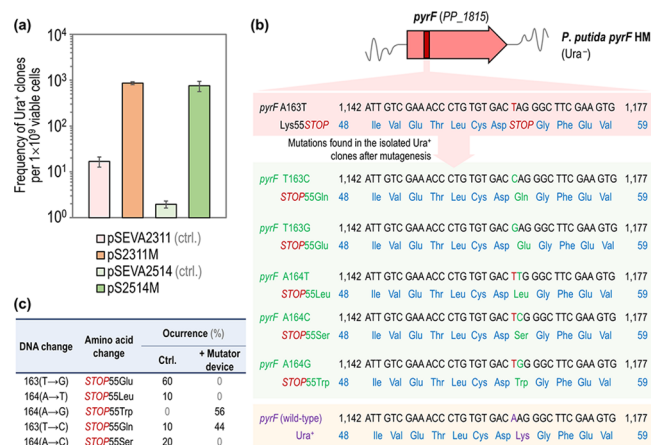 (a)
Frequency of Ura⁺ clones
per 1×10⁹ viable cells
10⁴
10³
10²
10¹
10⁰
pSEVA2311 (ctrl.)
pS2311M
pSEVA2514 (ctrl.)
pS2514M
(c)
DNA change Amino acid change Ocurrence (%)
Ctrl. + Mutator device
163(T→G) STOP55Glu 60 0
164(A→T) STOP55Leu 10 0
164(A→G) STOP55Trp 0 56
163(T→C) STOP55Gln 10 44
164(A→C) STOP55Ser 20 0
(b)
pyrF (PP_1815)
P. putida pyrF HM
(Ura⁻)
pyrF A163T 1,142 ATT GTC GAA ACC CTG TGT GAC TAG GGC TTC GAA GTG 1,177
Lys55STOP 48 Ile Val Glu Thr Leu Cys Asp STOP Gly Phe Glu Val 59
Mutations found in the isolated Ura⁺
clones after mutagenesis
pyrF T163C 1,142 ATT GTC GAA ACC CTG TGT GAC CAG GGC TTC GAA GTG 1,177
STOP55Gln 48 Ile Val Glu Thr Leu Cys Asp Gln Gly Phe Glu Val 59
pyrF T163G 1,142 ATT GTC GAA ACC CTG TGT GAC GAG GGC TTC GAA GTG 1,177
STOP55Glu 48 Ile Val Glu Thr Leu Cys Asp Glu Gly Phe Glu Val 59
pyrF A164T 1,142 ATT GTC GAA ACC CTG TGT GAC TTG GGC TTC GAA GTG 1,177
STOP55Leu 48 Ile Val Glu Thr Leu Cys Asp Leu Gly Phe Glu Val 59
pyrF A164C 1,142 ATT GTC GAA ACC CTG TGT GAC TCG GGC TTC GAA GTG 1,177
STOP55Ser 48 Ile Val Glu Thr Leu Cys Asp Ser Gly Phe Glu Val 59
pyrF A164G 1,142 ATT GTC GAA ACC CTG TGT GAC TGG GGC TTC GAA GTG 1,177
STOP55Trp 48 Ile Val Glu Thr Leu Cys Asp Trp Gly Phe Glu Val 59
pyrF (wild-type) 1,142 ATT GTC GAA ACC CTG TGT GAC AAG GGC TTC GAA GTG 1,177
Ura⁺ 48 Ile Val Glu Thr Leu Cys Asp Lys Gly Phe Glu Val 59